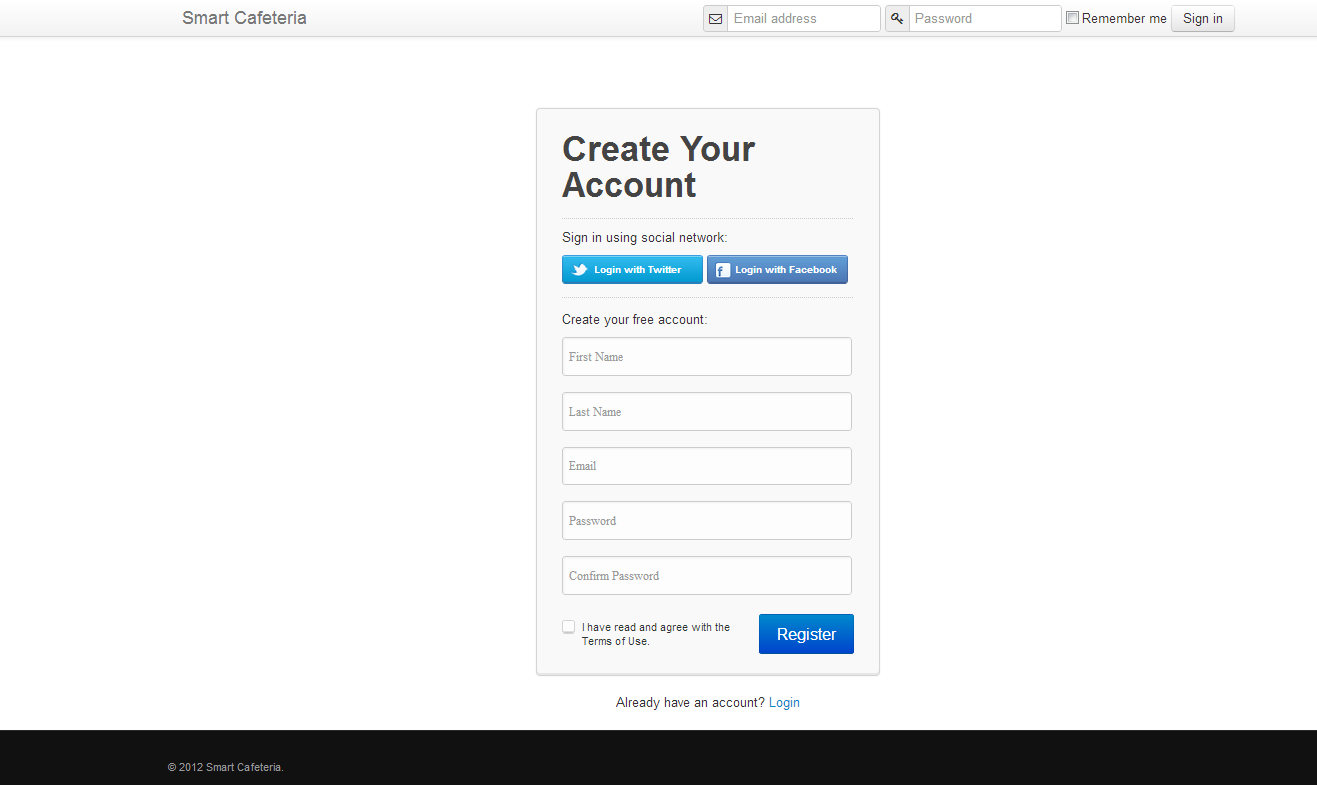 Smart Cafeteria
Email address
Password
Remember me
Sign in
Create Your
Account
Sign in using social network:
Login with Twitter
Login with Facebook
Create your free account:
First Name
Last Name
Email
Password
Confirm Password
I have read and agree with the
Terms of Use.
Register
Already have an account? Login
© 2012 Smart Cafeteria.